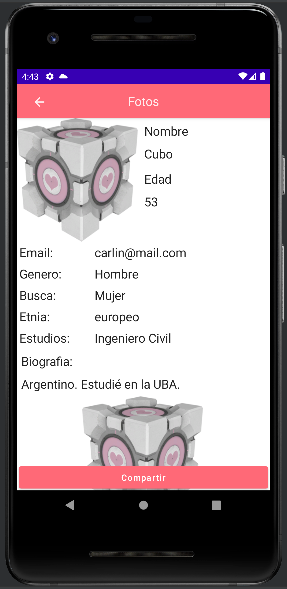 4:43
Fotos
Nombre
Cubo
Edad
53
Email: carlin@mail.com
Genero: Hombre
Busca: Mujer
Etnia: europeo
Estudios: Ingeniero Civil
Biografia:
Argentino. Estudié en la UBA.
Compartir